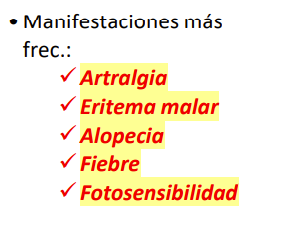 • Manifestaciones más
frec.:
✓ Artralgia
✓ Eritema malar
✓ Alopecia
✓ Fiebre
✓ Fotosensibilidad